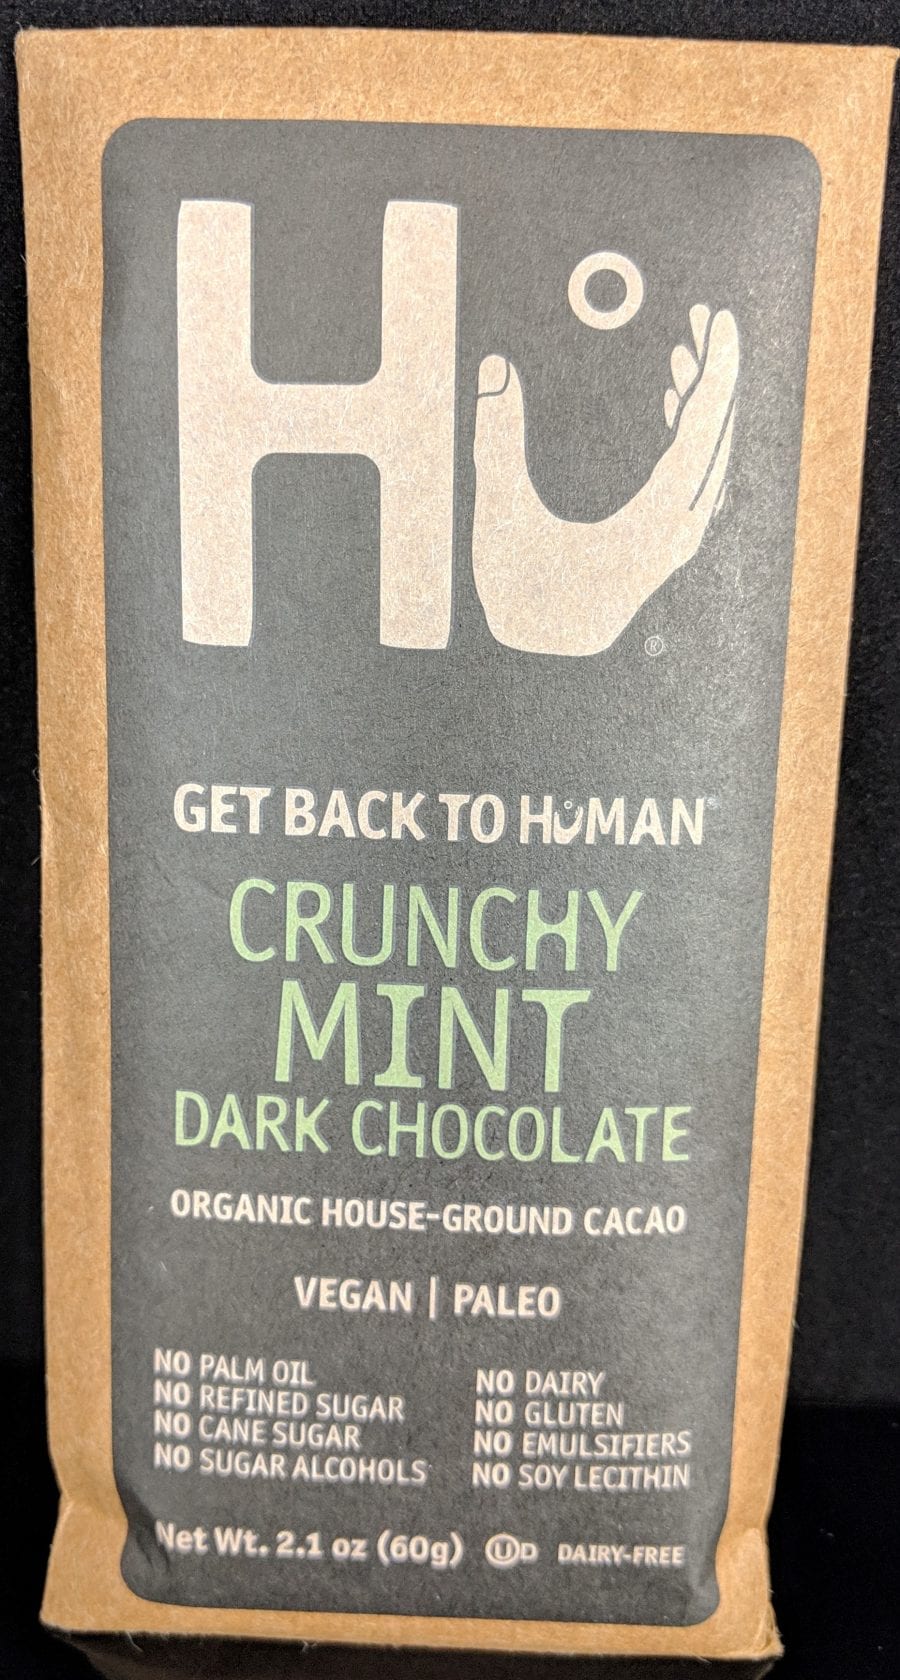 Hu
®
GET BACK TO HUMAN®
CRUNCHY
MINT
DARK CHOCOLATE
ORGANIC HOUSE-GROUND CACAO
VEGAN | PALEO
NO PALM OIL
NO REFINED SUGAR
NO CANE SUGAR
NO SUGAR ALCOHOLS
NO DAIRY
NO GLUTEN
NO EMULSIFIERS
NO SOY LECITHIN
Net Wt. 2.1 oz (60g) ⓊD DAIRY-FREE